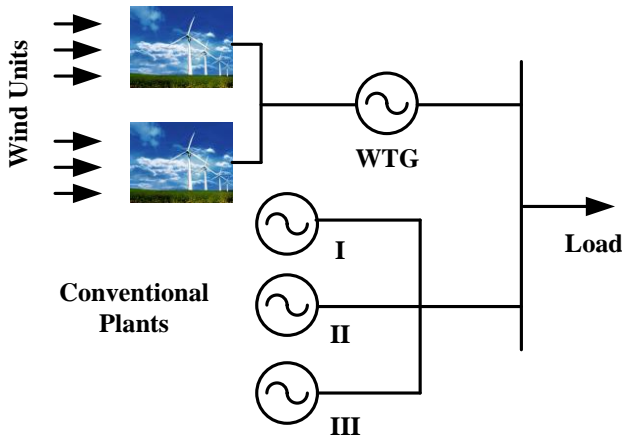 Wind Units
WTG
I
Load
Conventional
Plants
II
III